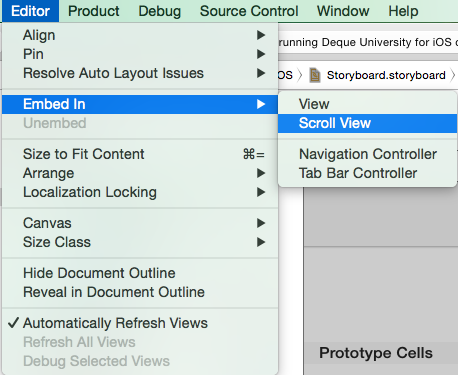 Editor Product Debug Source Control Window Help
Align
Pin
Resolve Auto Layout Issues
running Deque University for iOS
OS Storyboard.storyboard
Embed In
Unembed
View
Scroll View
Navigation Controller
Tab Bar Controller
Size to Fit Content ⌘=
Arrange
Localization Locking
Canvas
Size Class
Hide Document Outline
Reveal in Document Outline
✓ Automatically Refresh Views
Refresh All Views
Debug Selected Views
Prototype Cells